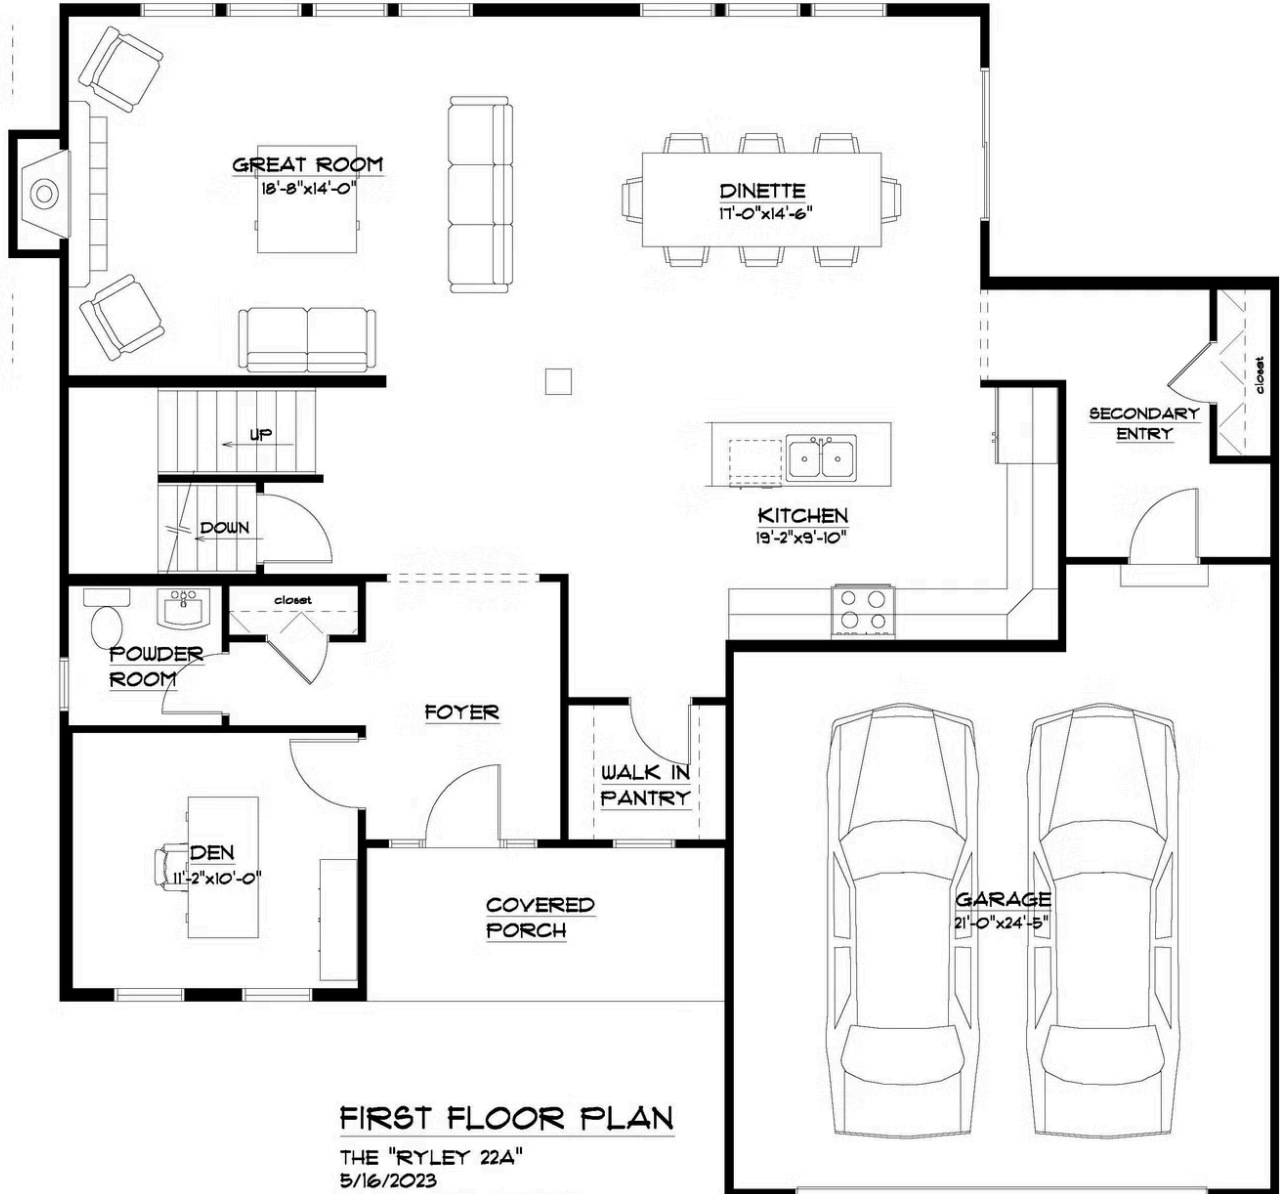 GREAT ROOM
18'-8"x14'-0"
DINETTE
17'-0"x14'-6"
closet
SECONDARY
ENTRY
UP
DOWN
KITCHEN
19'-2"x9'-10"
closet
POWDER
ROOM
FOYER
WALK IN
PANTRY
DEN
11'-2"x10'-0"
COVERED
PORCH
GARAGE
21'-0"x24'-5"
FIRST FLOOR PLAN
THE "RYLEY 22A"
5/16/2023